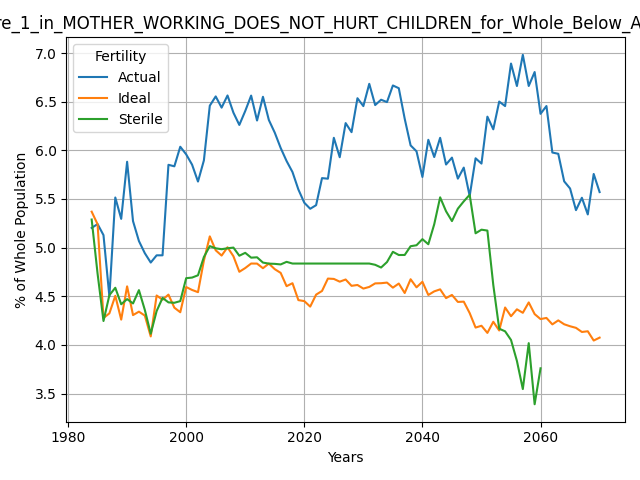 re_1_in_MOTHER_WORKING_DOES_NOT_HURT_CHILDREN_for_Whole_Below_A
Fertility
Actual
Ideal
Sterile
% of Whole Population
7.0
6.5
6.0
5.5
5.0
4.5
4.0
3.5
1980
2000
2020
2040
2060
Years